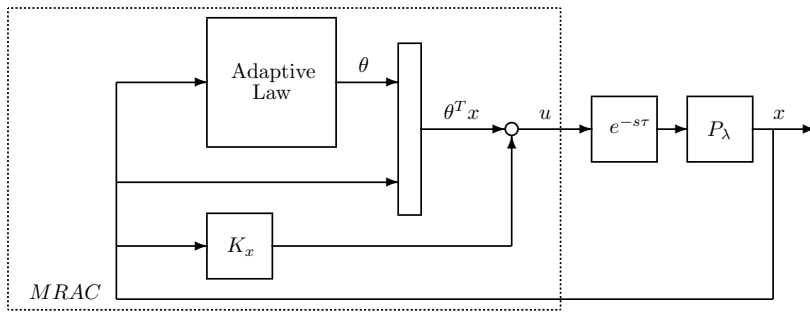 Adaptive
Law
θ
θ^T x
u
e^{-sτ}
P_λ
x
K_x
MRAC